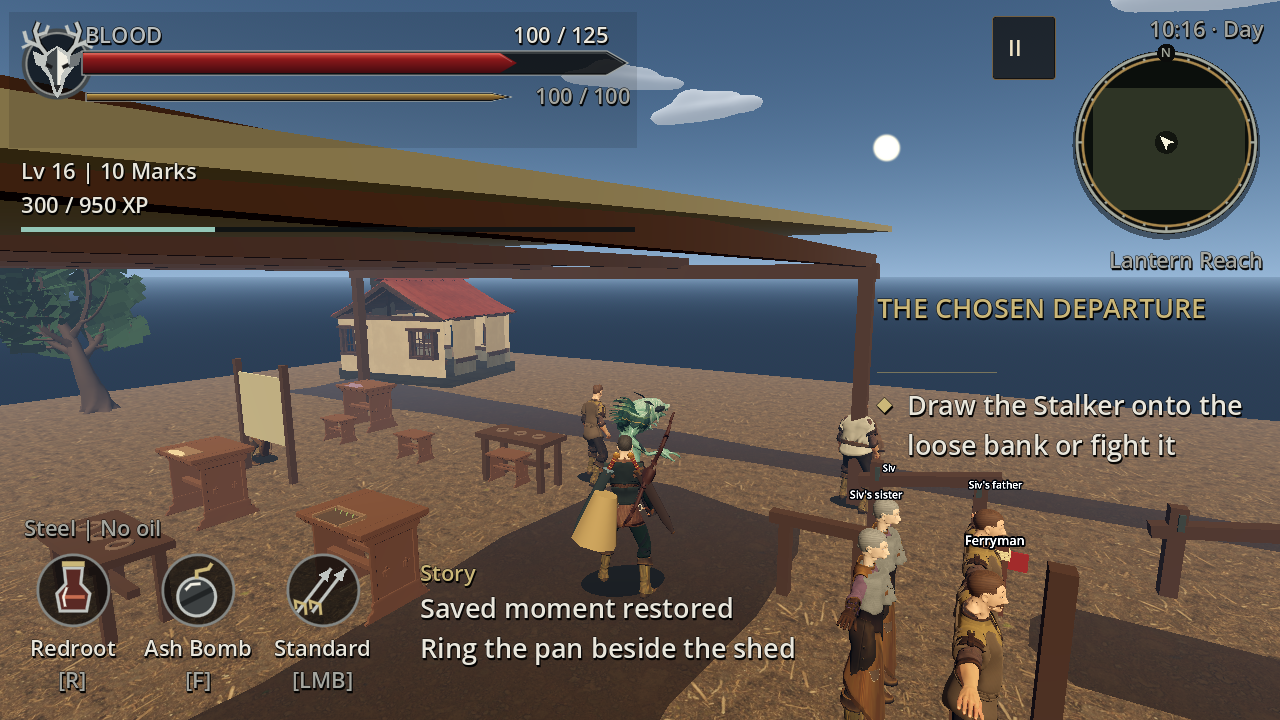 BLOOD
100 / 125
100 / 100
Lv 16 | 10 Marks
300 / 950 XP
10:16 · Day
N
Lantern Reach
THE CHOSEN DEPARTURE
Draw the Stalker onto the
loose bank or fight it
Siv
Siv's sister
Siv's father
Ferryman
Steel | No oil
Redroot
[R]
Ash Bomb
[F]
Standard
[LMB]
Story
Saved moment restored
Ring the pan beside the shed